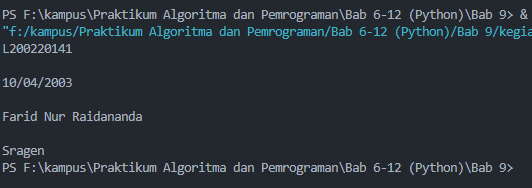 PS F:\kampus\Praktikum Algoritma dan Pemrograman\Bab 6-12 (Python)\Bab 9> &
"f:/kampus/Praktikum Algoritma dan Pemrograman/Bab 6-12 (Python)/Bab 9/kegia
L200220141
10/04/2003
Farid Nur Raidananda
Sragen
PS F:\kampus\Praktikum Algoritma dan Pemrograman\Bab 6-12 (Python)\Bab 9>